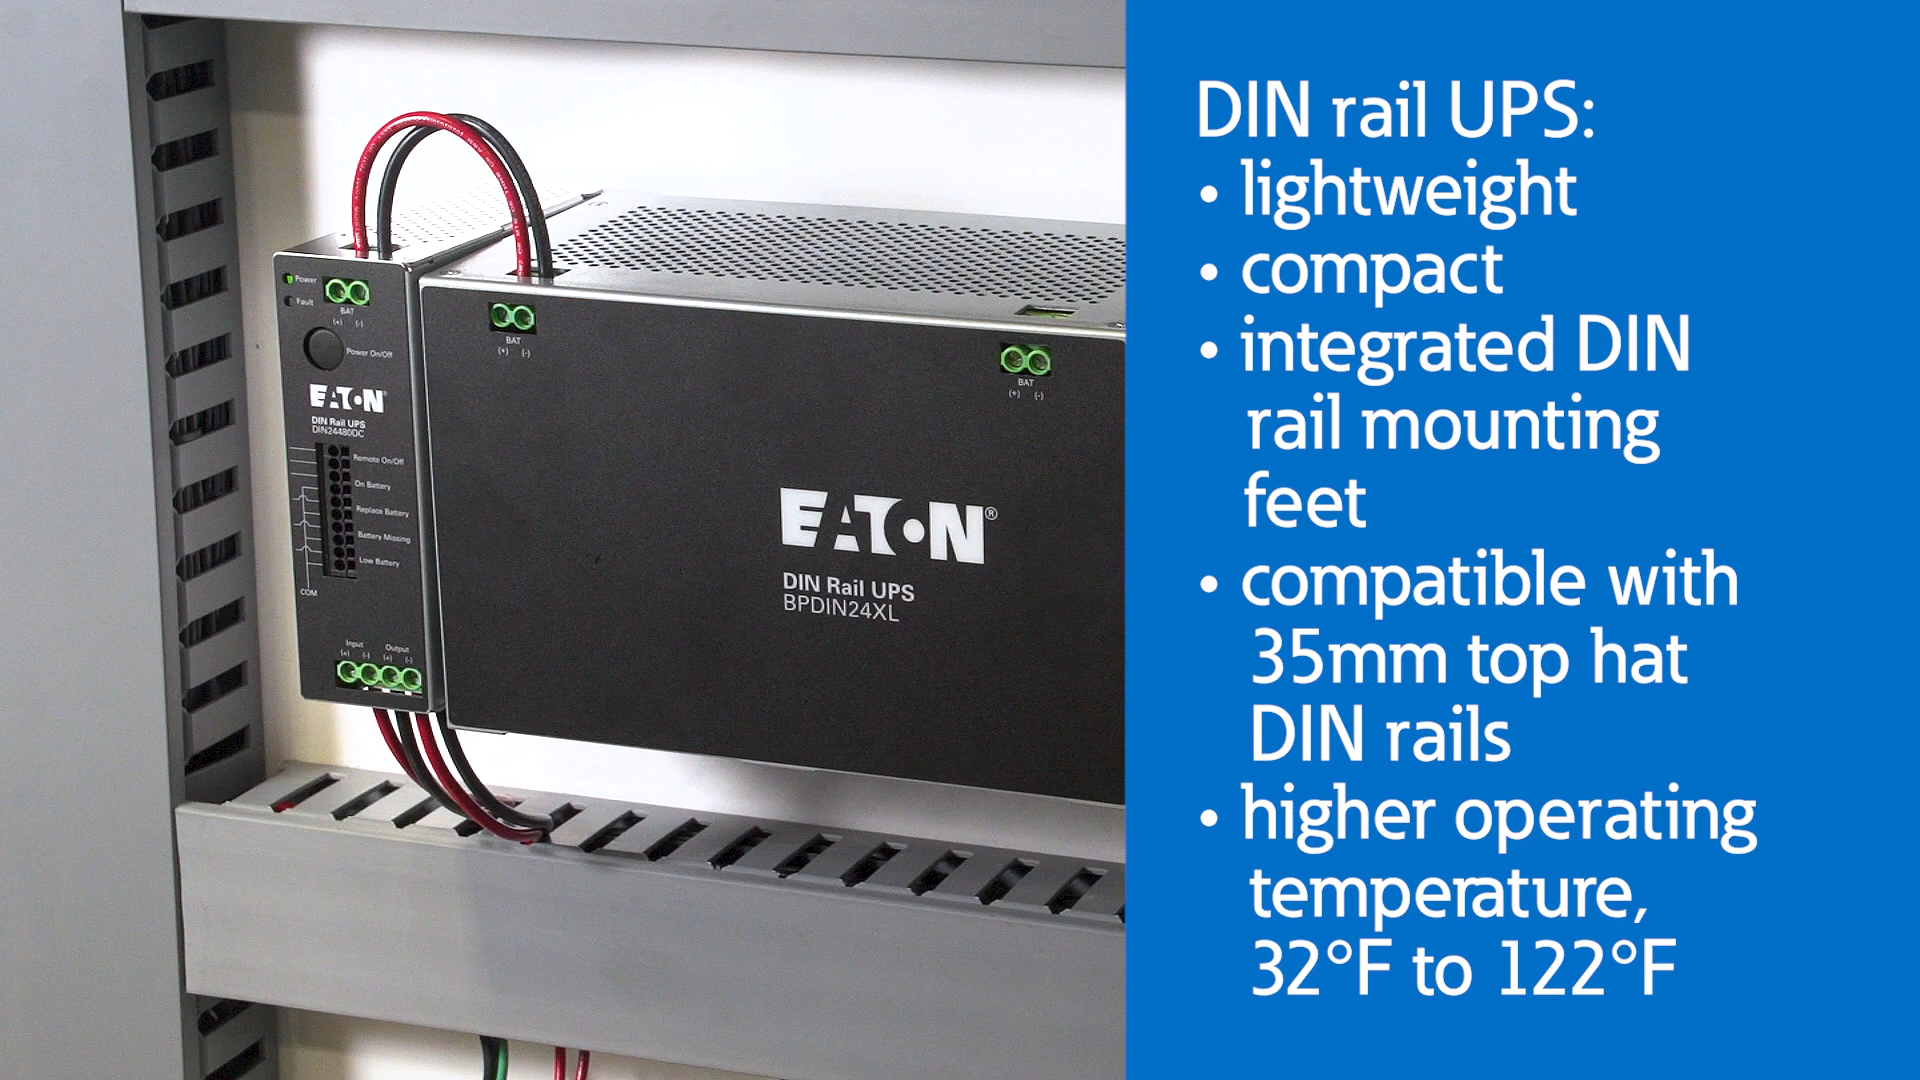 Power
Fault
BAT
(+) (-)
Power On/Off
EATON
DIN Rail UPS
DIN24480DC
Remote On/Off
On Battery
Replace Battery
Battery Missing
Low Battery
COM
Input Output
(+) (-) (+) (-)
BAT
(+) (-)
BAT
(+) (-)
EATON®
DIN Rail UPS
BPDIN24XL
DIN rail UPS:
• lightweight
• compact
• integrated DIN
rail mounting
feet
• compatible with
35mm top hat
DIN rails
• higher operating
temperature,
32°F to 122°F